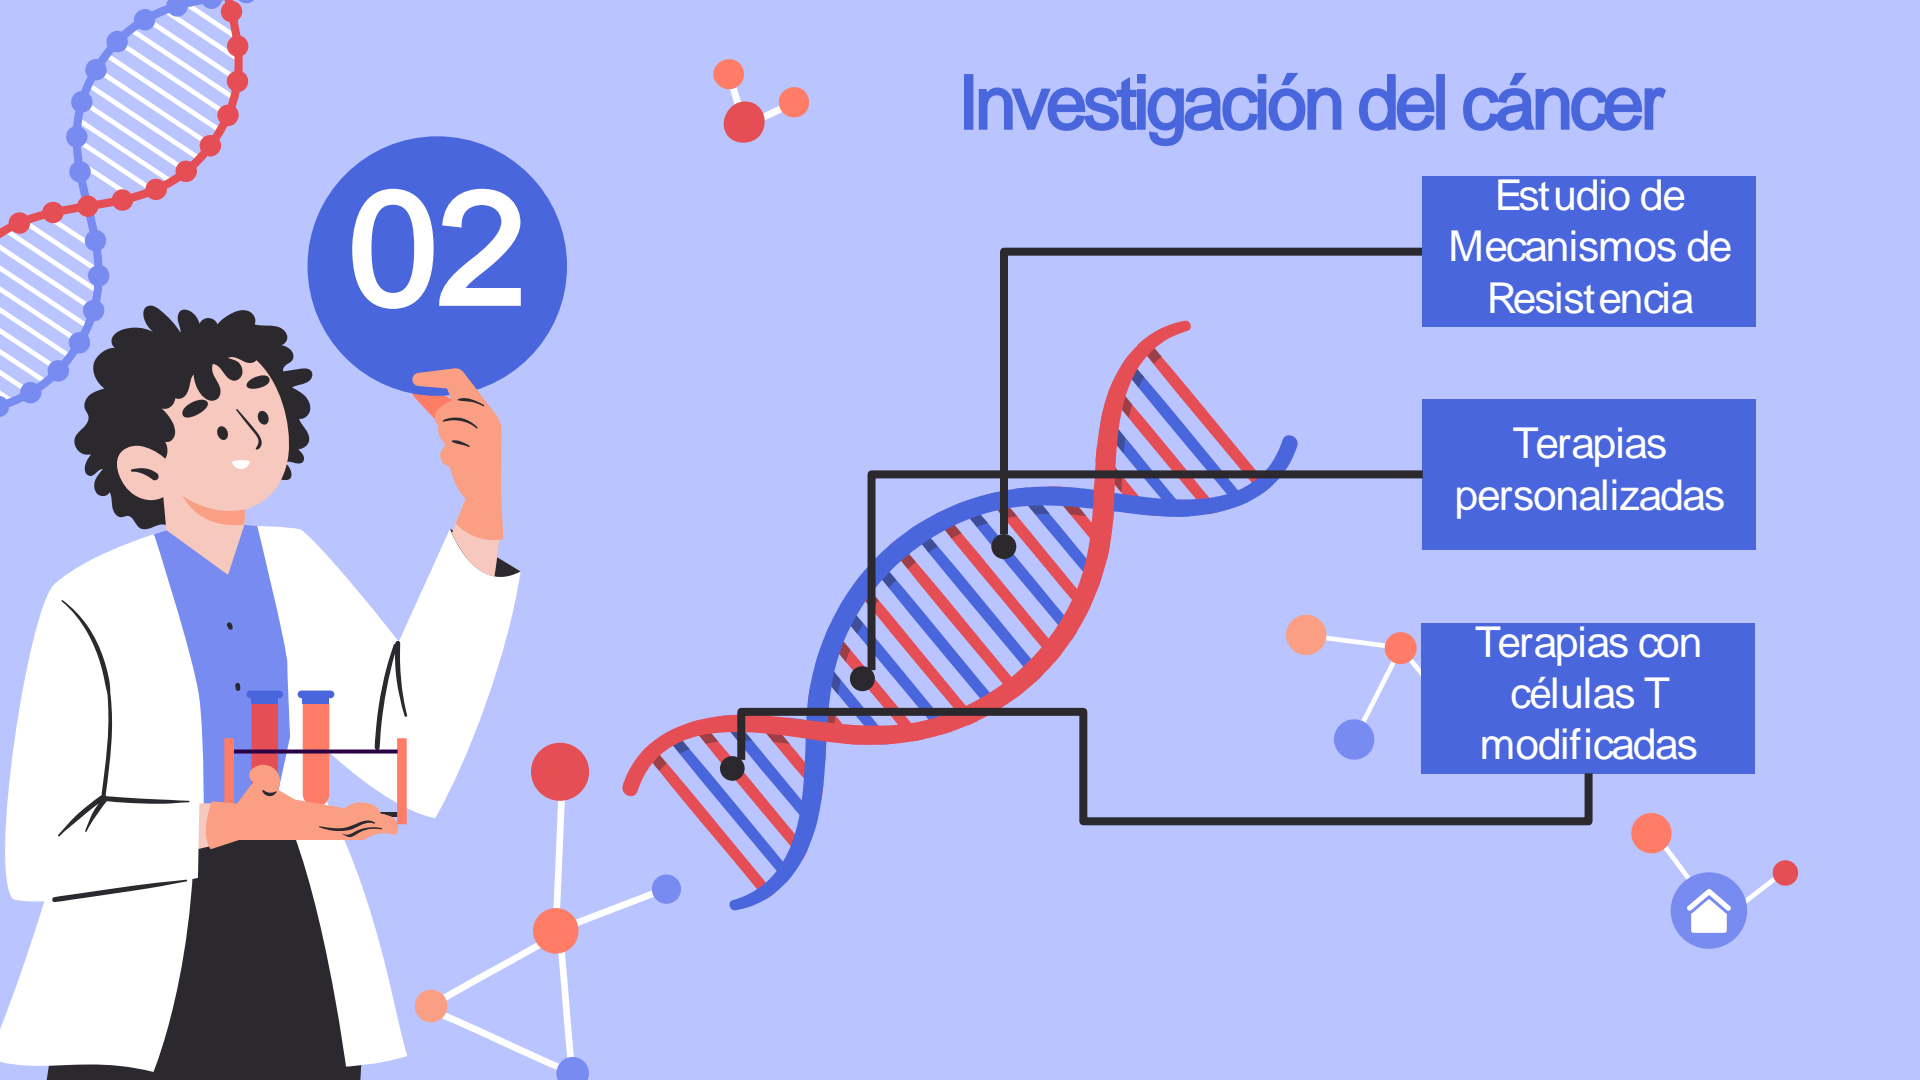 02
Investigación del cáncer
Estudio de
Mecanismos de
Resistencia
Terapias
personalizadas
Terapias con
células T
modificadas